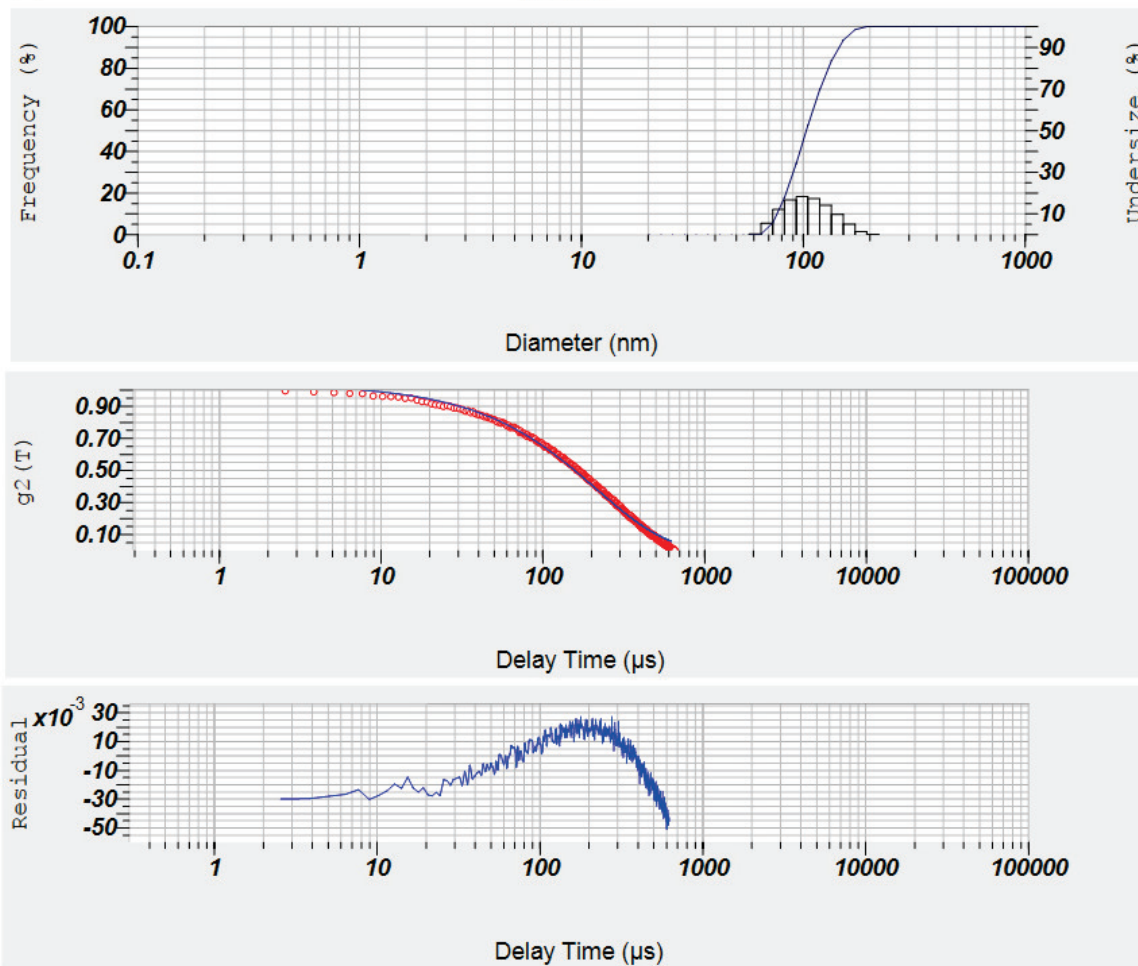 Frequency (%)
100
80
60
40
20
0
90
70
50
30
10
Undersize (%)
0.1 1 10 100 1000
Diameter (nm)
g2(T)
0.90
0.70
0.50
0.30
0.10
1 10 100 1000 10000 100000
Delay Time (µs)
Residual
x10-3
30
10
-10
-30
-50
1 10 100 1000 10000 100000
Delay Time (µs)